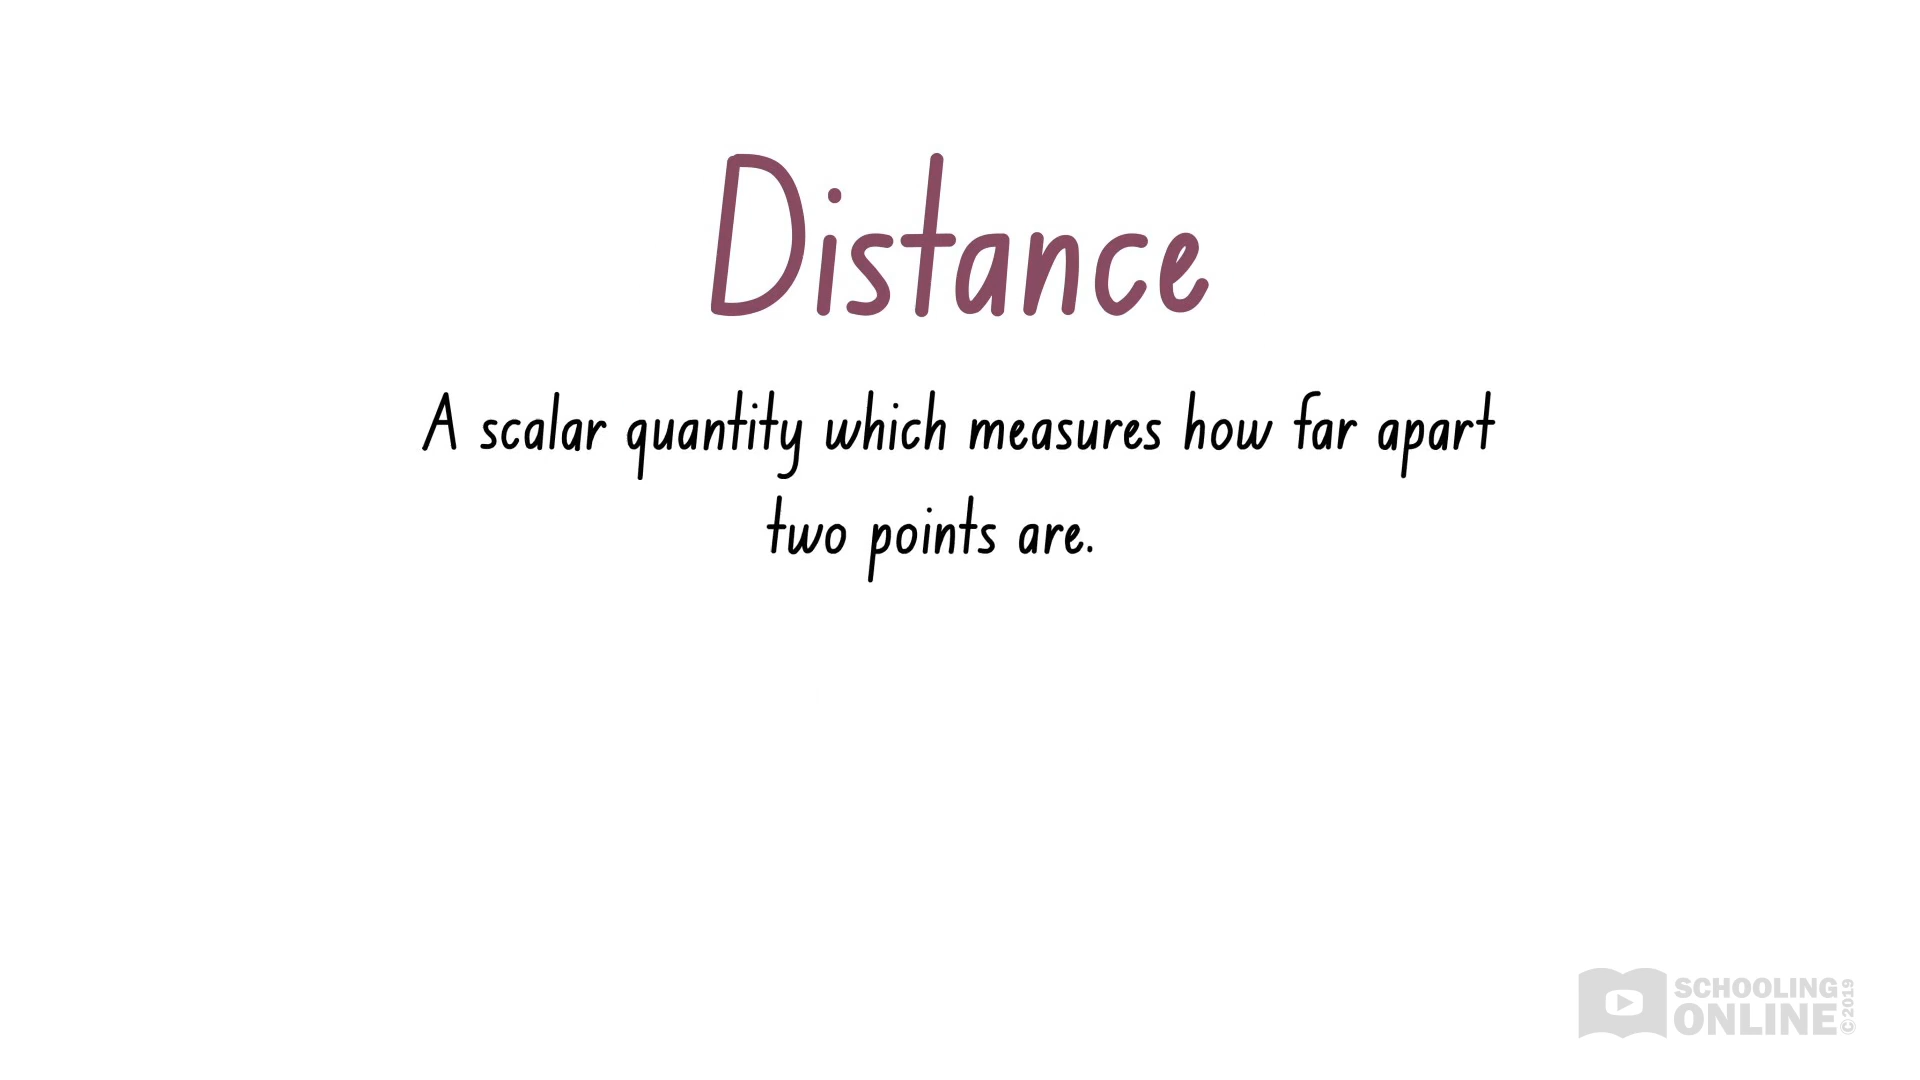 Distance
A scalar quantity which measures how far apart
two points are.
SCHOOLING
ONLINE
©2019